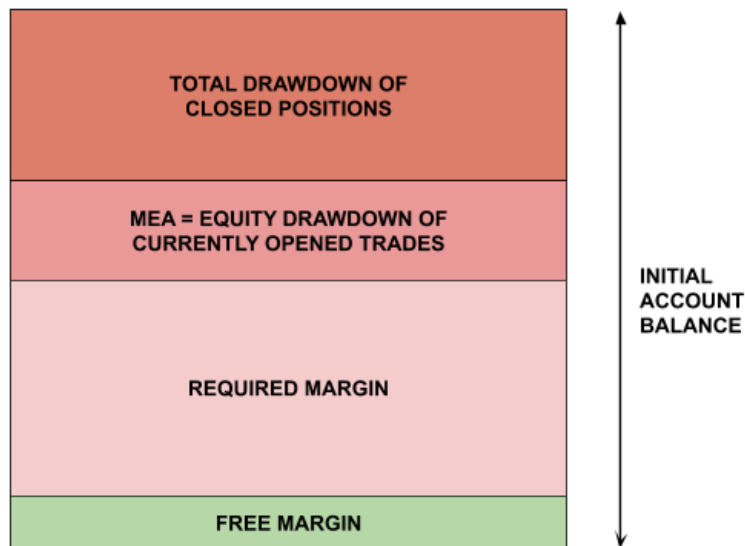 TOTAL DRAWDOWN OF
CLOSED POSITIONS
MEA = EQUITY DRAWDOWN OF
CURRENTLY OPENED TRADES
INITIAL
ACCOUNT
BALANCE
REQUIRED MARGIN
FREE MARGIN